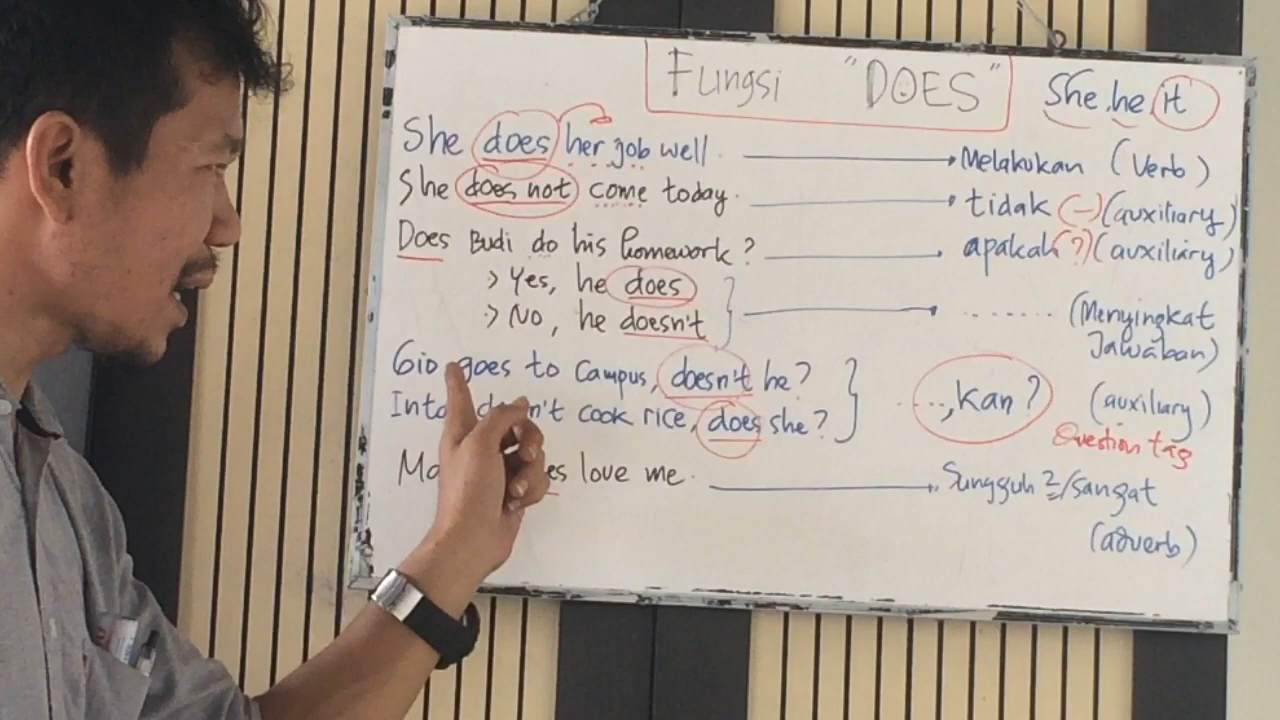 Fungsi "DOES"
She, he it
She does her job well. Melakukan (Verb)
She does not come today. tidak (-) (auxiliary)
Does Budi do his homework? apakah (?) (auxiliary)
> Yes, he does
> No, he doesn't ....... (Menyingkat
Jawaban)
Gio goes to Campus, doesn't he?
...., kan? (auxiliary)
cook rice, does she?
Question tag
love me. Sungguh2/sangat
(adverb)